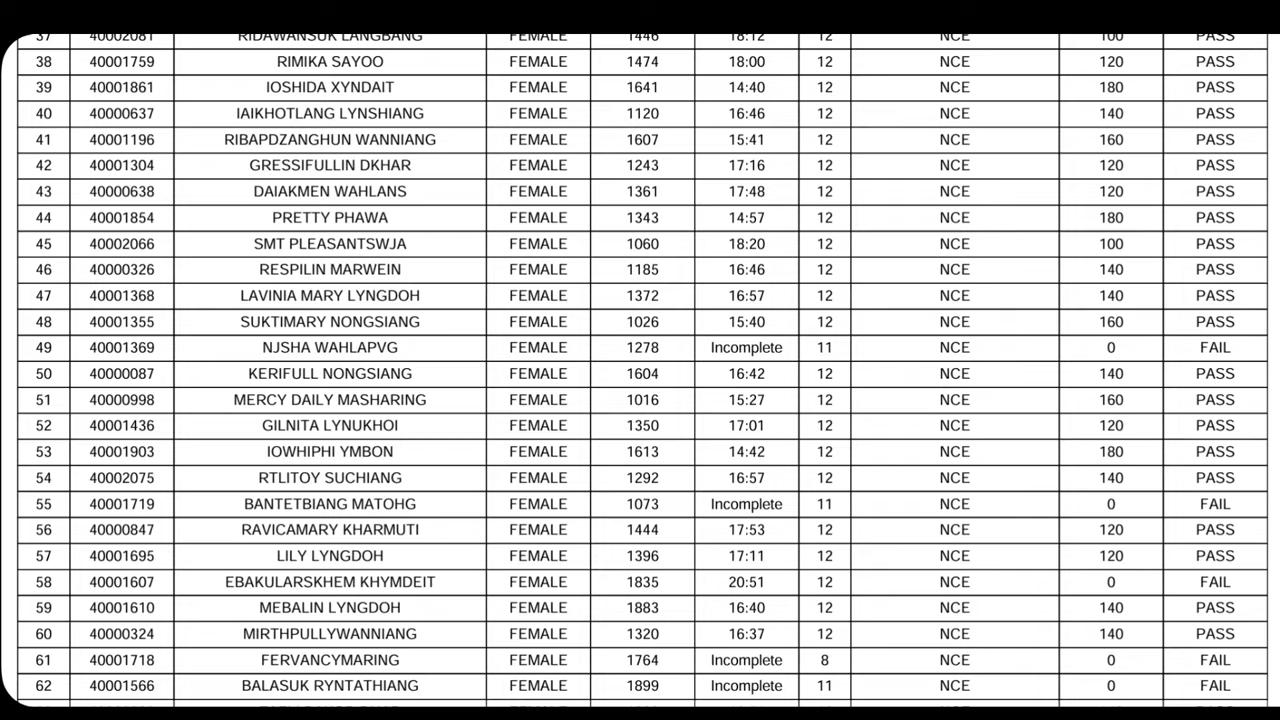 37 40002081 RIDAWANSUK LANGBANG FEMALE 1446 18:12 12 NCE 100 PASS
38 40001759 RIMIKA SAYOO FEMALE 1474 18:00 12 NCE 120 PASS
39 40001861 IOSHIDA XYNDAIT FEMALE 1641 14:40 12 NCE 180 PASS
40 40000637 IAIKHOTLANG LYNSHIANG FEMALE 1120 16:46 12 NCE 140 PASS
41 40001196 RIBAPDZANGHUN WANNIANG FEMALE 1607 15:41 12 NCE 160 PASS
42 40001304 GRESSIFULLIN DKHAR FEMALE 1243 17:16 12 NCE 120 PASS
43 40000638 DAIAKMEN WAHLANS FEMALE 1361 17:48 12 NCE 120 PASS
44 40001854 PRETTY PHAWA FEMALE 1343 14:57 12 NCE 180 PASS
45 40002066 SMT PLEASANTSWJA FEMALE 1060 18:20 12 NCE 100 PASS
46 40000326 RESPILIN MARWEIN FEMALE 1185 16:46 12 NCE 140 PASS
47 40001368 LAVINIA MARY LYNGDOH FEMALE 1372 16:57 12 NCE 140 PASS
48 40001355 SUKTIMARY NONGSIANG FEMALE 1026 15:40 12 NCE 160 PASS
49 40001369 NJSHA WAHLAPVG FEMALE 1278 Incomplete 11 NCE 0 FAIL
50 40000087 KERIFULL NONGSIANG FEMALE 1604 16:42 12 NCE 140 PASS
51 40000998 MERCY DAILY MASHARING FEMALE 1016 15:27 12 NCE 160 PASS
52 40001436 GILNITA LYNUKHOI FEMALE 1350 17:01 12 NCE 120 PASS
53 40001903 IOWHIPHI YMBON FEMALE 1613 14:42 12 NCE 180 PASS
54 40002075 RTLITOY SUCHIANG FEMALE 1292 16:57 12 NCE 140 PASS
55 40001719 BANTETBIANG MATOHG FEMALE 1073 Incomplete 11 NCE 0 FAIL
56 40000847 RAVICAMARY KHARMUTI FEMALE 1444 17:53 12 NCE 120 PASS
57 40001695 LILY LYNGDOH FEMALE 1396 17:11 12 NCE 120 PASS
58 40001607 EBAKULARSKHEM KHYMDEIT FEMALE 1835 20:51 12 NCE 0 FAIL
59 40001610 MEBALIN LYNGDOH FEMALE 1883 16:40 12 NCE 140 PASS
60 40000324 MIRTHPULLYWANNIANG FEMALE 1320 16:37 12 NCE 140 PASS
61 40001718 FERVANCYMARING FEMALE 1764 Incomplete 8 NCE 0 FAIL
62 40001566 BALASUK RYNTATHIANG FEMALE 1899 Incomplete 11 NCE 0 FAIL